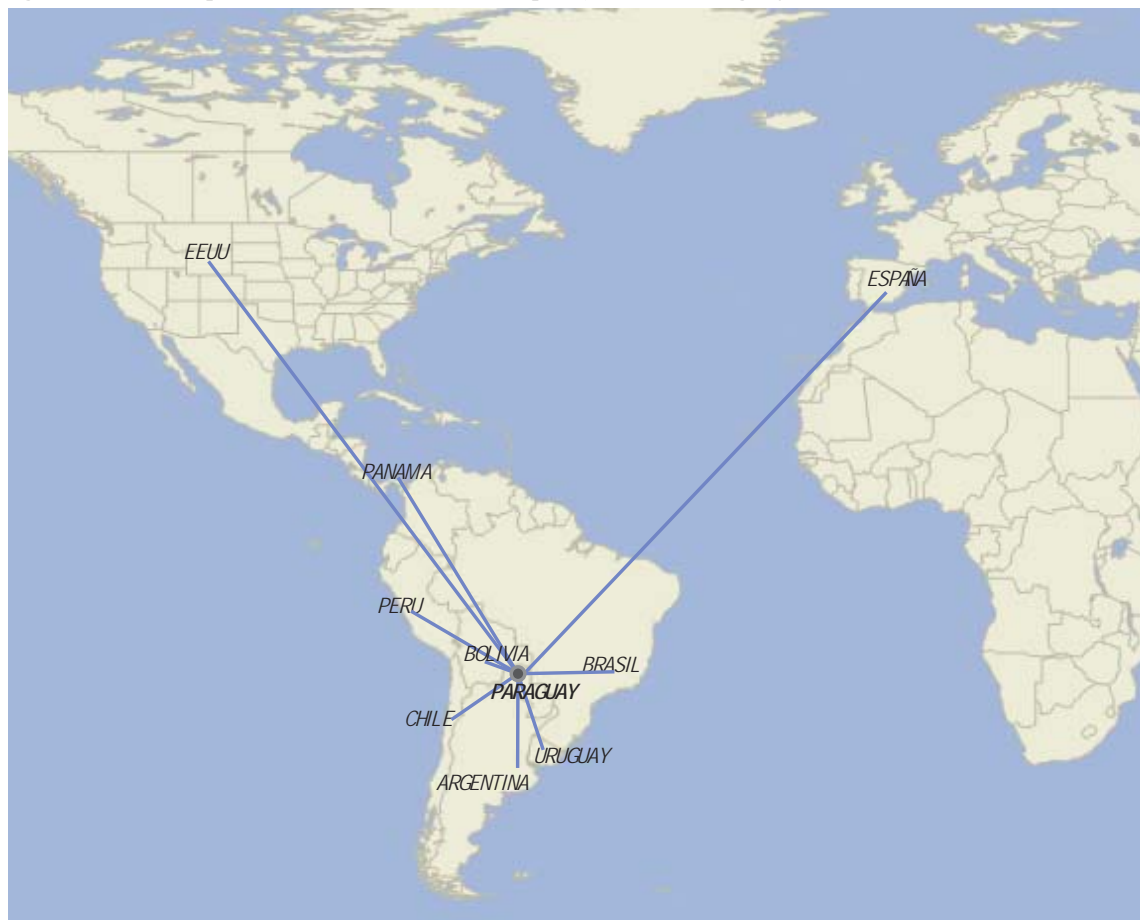 EEUU
ESPAÑA
PANAMA
PERU
BOLIVIA
BRASIL
PARAGUAY
CHILE
URUGUAY
ARGENTINA